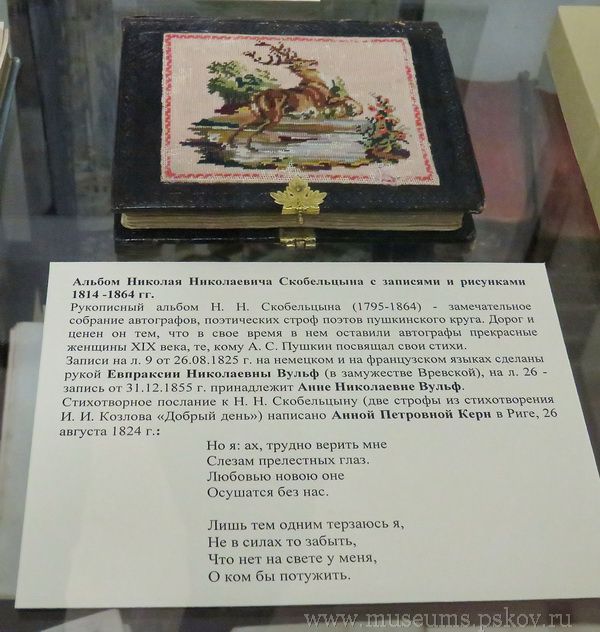 Альбом Николая Николаевича Скобельцына с записями и рисунками
1814 -1864 гг.
Рукописный альбом Н. Н. Скобельцына (1795-1864) - замечательное
собрание автографов, поэтических строф поэтов пушкинского круга. Дорог и
ценен он тем, что в свое время в нем оставили автографы прекрасные
женщины XIX века, те, кому А. С. Пушкин посвящал свои стихи.
Записи на л. 9 от 26.08.1825 г. на немецком и на французском языках сделаны
рукой Евпраксии Николаевны Вульф (в замужестве Вревской), на л. 26 -
запись от 31.12.1855 г. принадлежит Анне Николаевне Вульф.
Стихотворное послание к Н. Н. Скобельцыну (две строфы из стихотворения
И. И. Козлова «Добрый день») написано Анной Петровной Керн в Риге, 26
августа 1824 г.:
Но я: ах, трудно верить мне
Слезам прелестных глаз.
Любовью новою оне
Осушатся без нас.
Лишь тем одним терзаюсь я,
Не в силах то забыть,
Что нет на свете у меня,
О ком бы потужить.
www.museums.pskov.ru